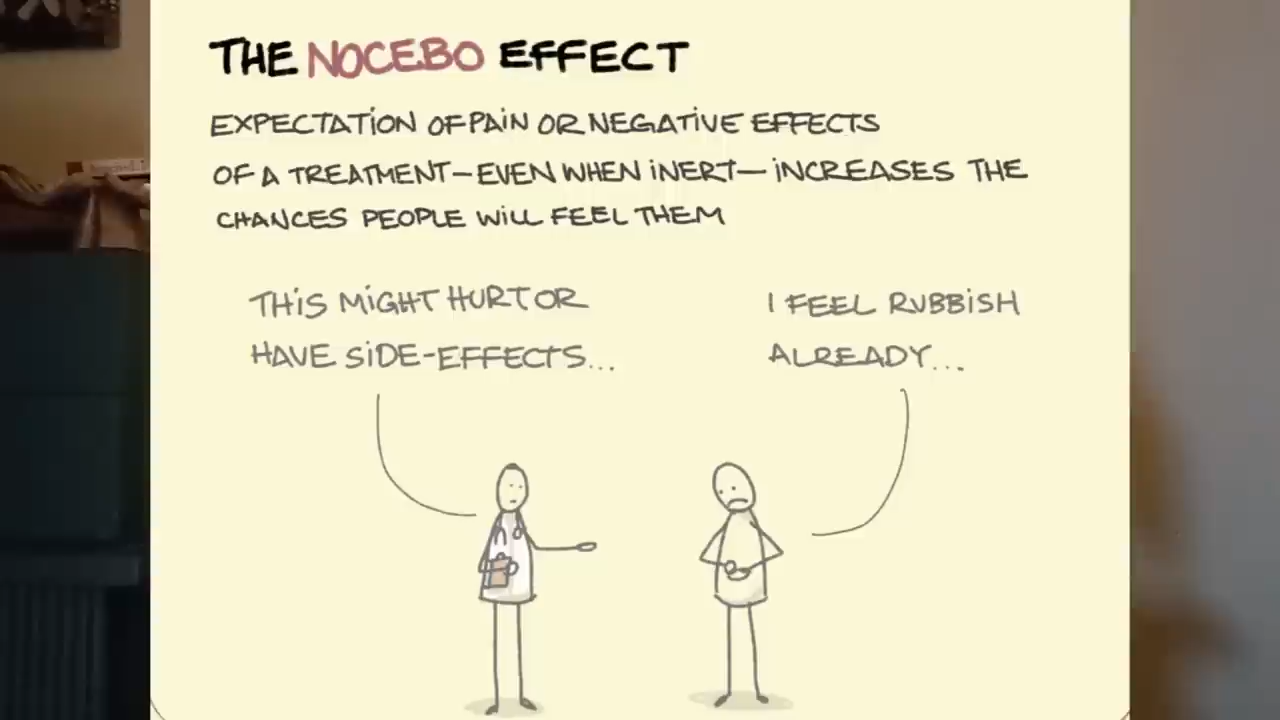 THE NOCEBO EFFECT
EXPECTATION OF PAIN OR NEGATIVE EFFECTS
OF A TREATMENT—EVEN WHEN INERT—INCREASES THE
CHANCES PEOPLE WILL FEEL THEM
THIS MIGHT HURT OR
HAVE SIDE-EFFECTS...
I FEEL RUBBISH
ALREADY...